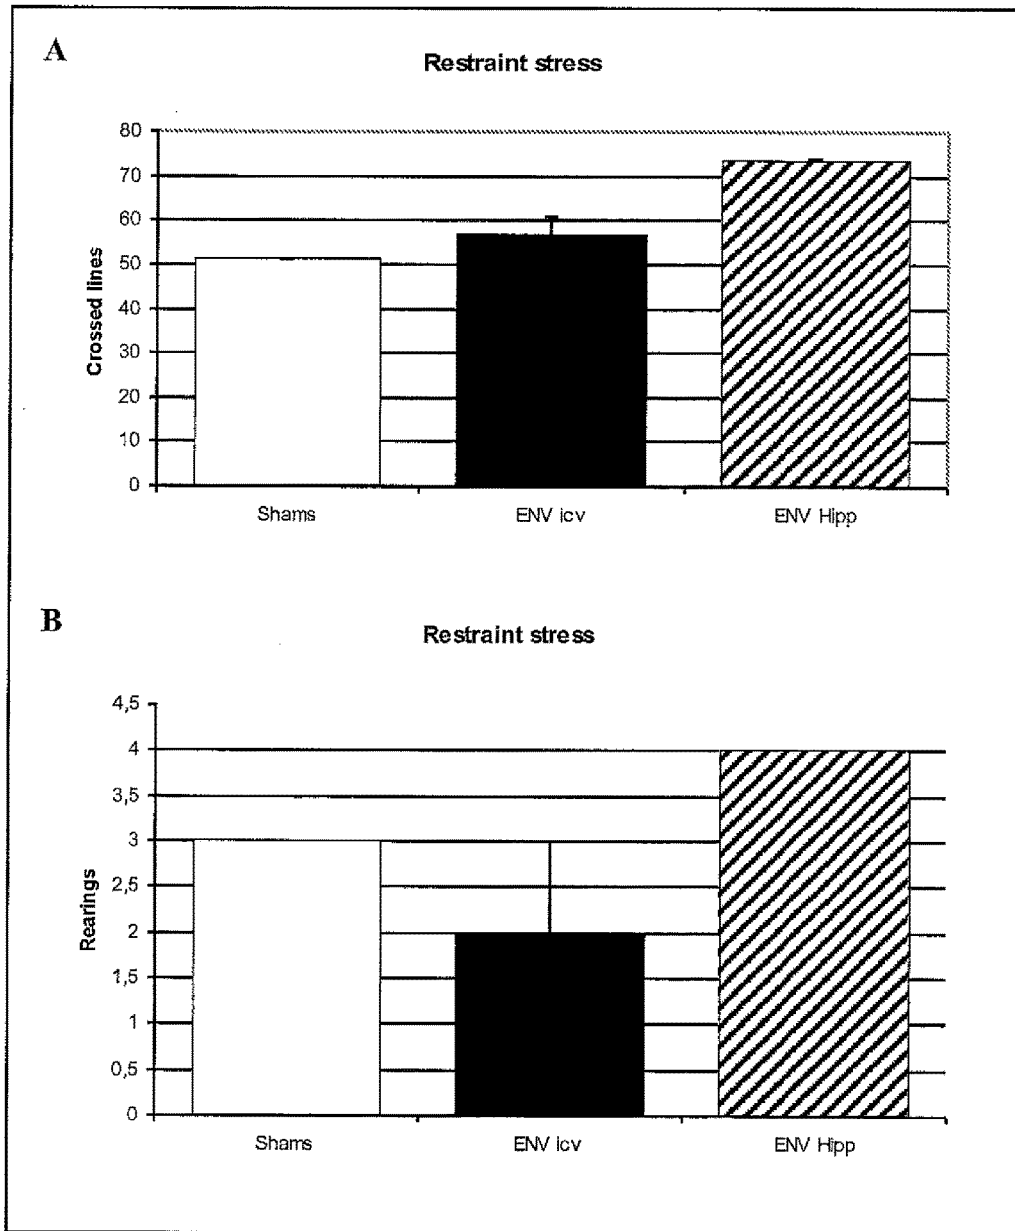 A
Restraint stress
80
70
60
50
40
30
20
10
0
Crossed lines
Shams ENV icv ENV Hipp
B
Restraint stress
4,5
4
3,5
3
2,5
2
1,5
1
0,5
0
Rearings
Shams ENV icv ENV Hipp